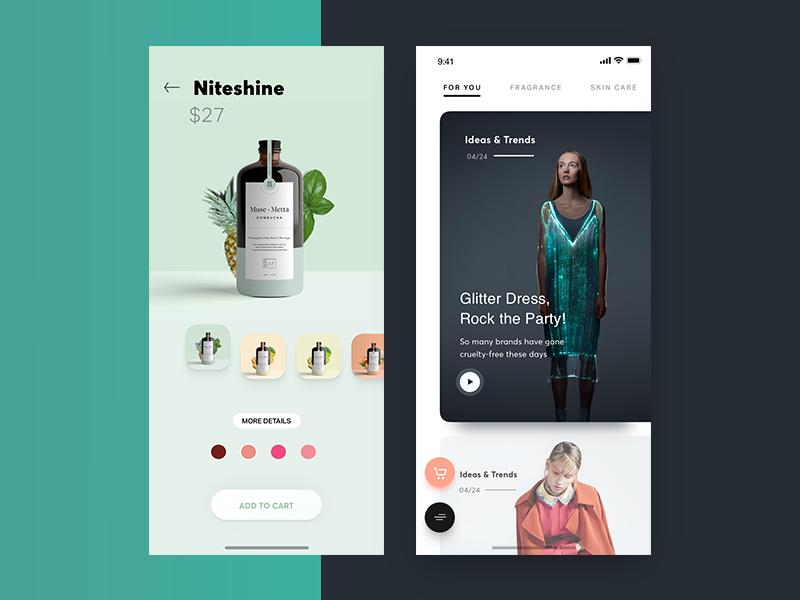 Niteshine
$27
Muse + Metta
KOMBUCHA
MORE DETAILS
ADD TO CART
9:41
FOR YOU
FRAGRANCE
SKIN CARE
Ideas & Trends
04/24
Glitter Dress,
Rock the Party!
So many brands have gone
cruelty-free these days
Ideas & Trends
04/24